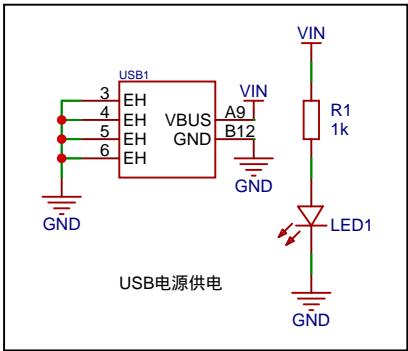 USB1
3 EH
4 EH
5 EH
6 EH
VBUS A9
GND B12
VIN
GND
GND
USB电源供电
VIN
R1
1k
LED1
GND